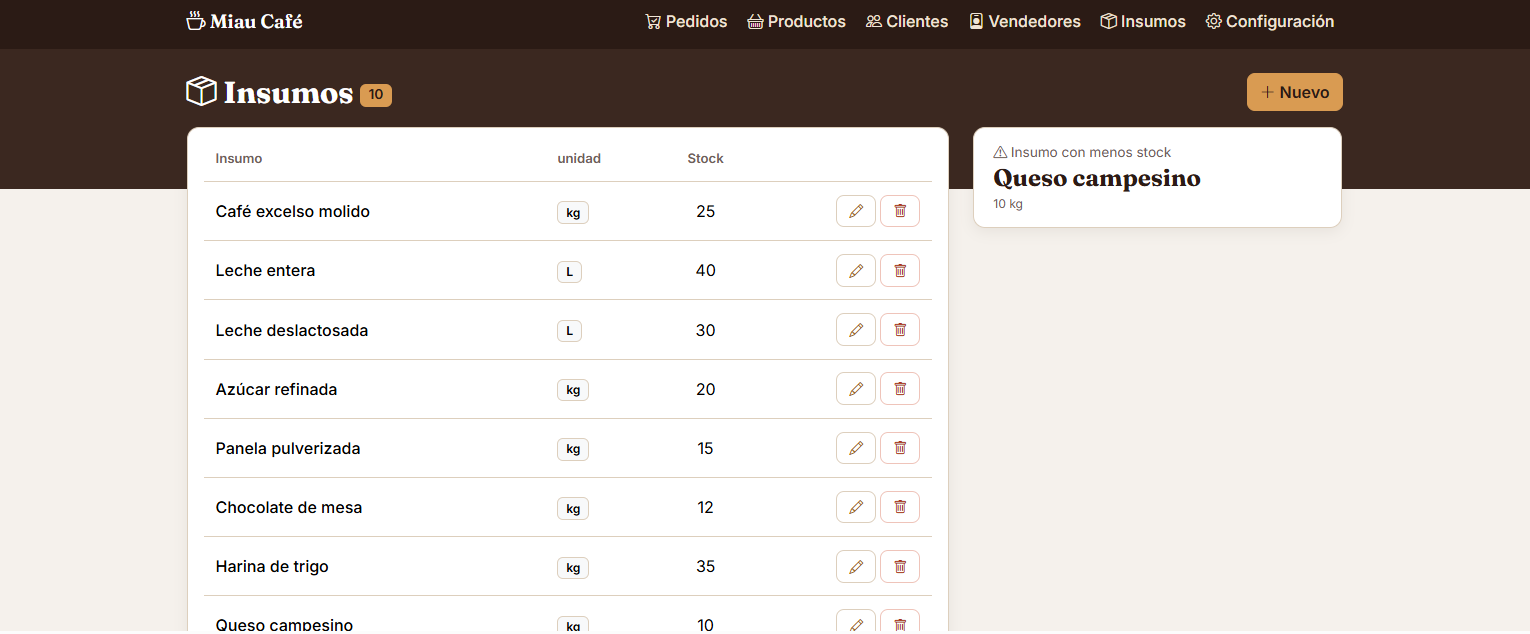 Miau Café Pedidos Productos Clientes Vendedores Insumos Configuración
Insumos 10 + Nuevo
Insumo unidad Stock
Café excelso molido kg 25
Leche entera L 40
Leche deslactosada L 30
Azúcar refinada kg 20
Panela pulverizada kg 15
Chocolate de mesa kg 12
Harina de trigo kg 35
Queso campesino kg 10
Insumo con menos stock
Queso campesino
10 kg